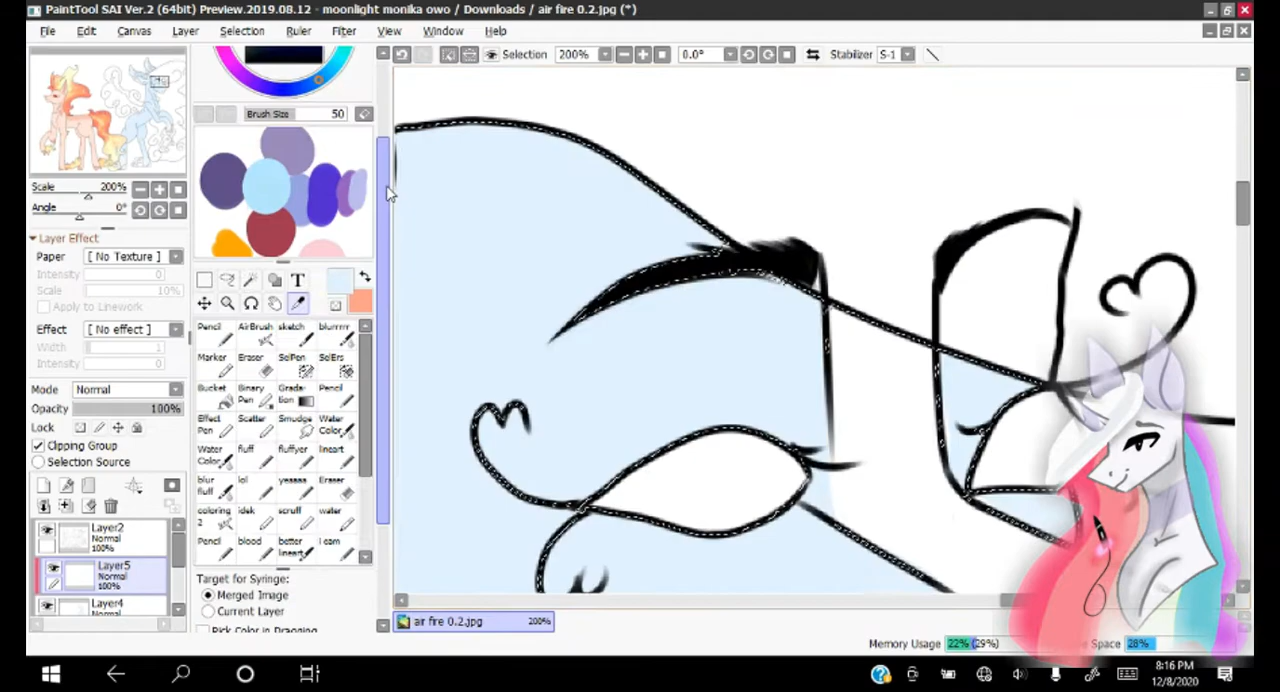 PaintTool SAI Ver.2 (64bit) Preview.2019.08.12 - moonlight monika owo / Downloads / air fire 0.2.jpg (*)
File Edit Canvas Layer Selection Ruler Filter View Window Help
Selection 200% 0.0° Stabilizer S-1
Brush Size 50
Scale 200%
Angle 0°
Layer Effect
Paper [ No Texture ]
Intensity 0
Scale 10%
Apply to Linework
Effect [ No effect ]
Width 1
Intensity 0
Mode Normal
Opacity 100%
Lock
Clipping Group
Selection Source
Layer2
Normal
100%
Layer5
Normal
100%
Layer4
T
Pencil AirBrush sketch blurrrrr
Marker Eraser SelPen SelErs
Bucket Binary Pen Gradation Pencil
Effect Pen Scatter Smudge Water Color
Water Color fluff fluffyer lineart
blur fluff lol yesssss Eraser
coloring 2 idek scruff water
Pencil blood better lineart I eam
Target for Syringe:
Merged Image
Current Layer
Pick Color in Dragging
air fire 0.2.jpg 200%
Memory Usage 22% (29%) Space 28%
8:16 PM
12/8/2020